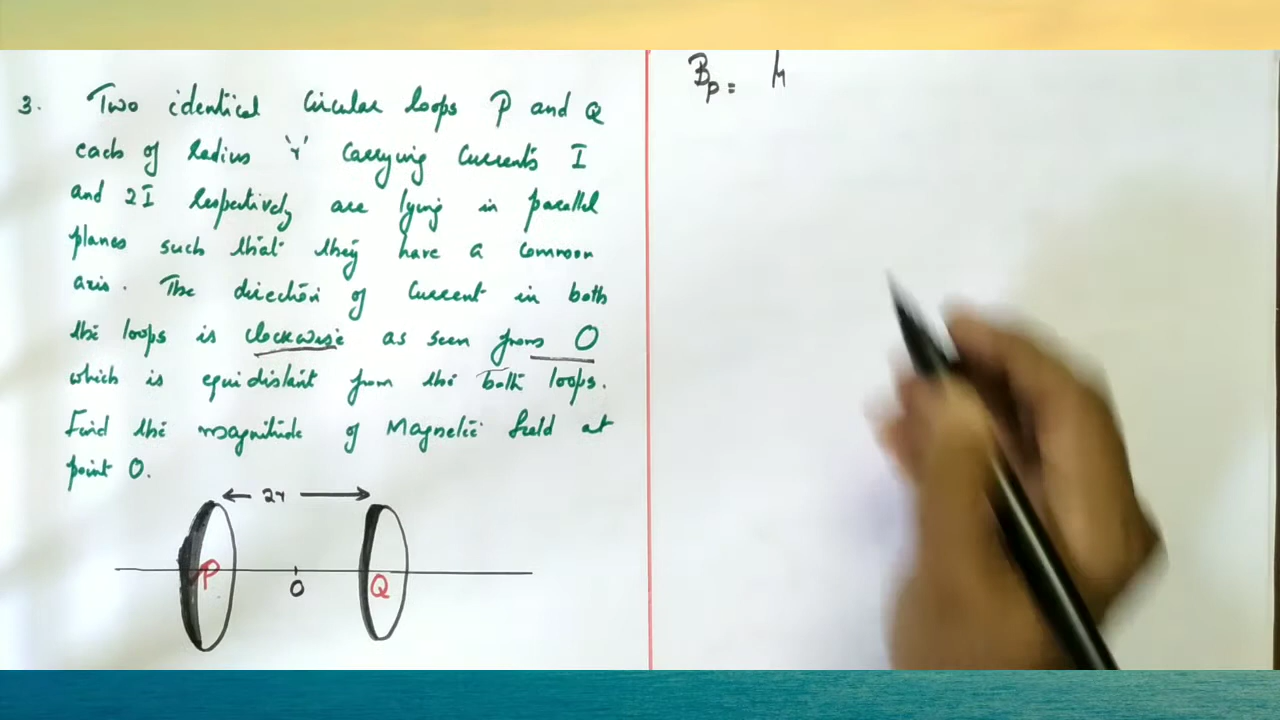 3. Two identical Circular loops P and Q
each of Radius 'r' Carrying Currents I
and 2I Respectively are lying in parallel
planes such that they have a common
axis. The direction of Current in both
the loops is clockwise as seen from O
which is equidistant from the both loops.
Find the magnitude of Magnetic field at
point O.
← 2r →
P O Q
Bp =